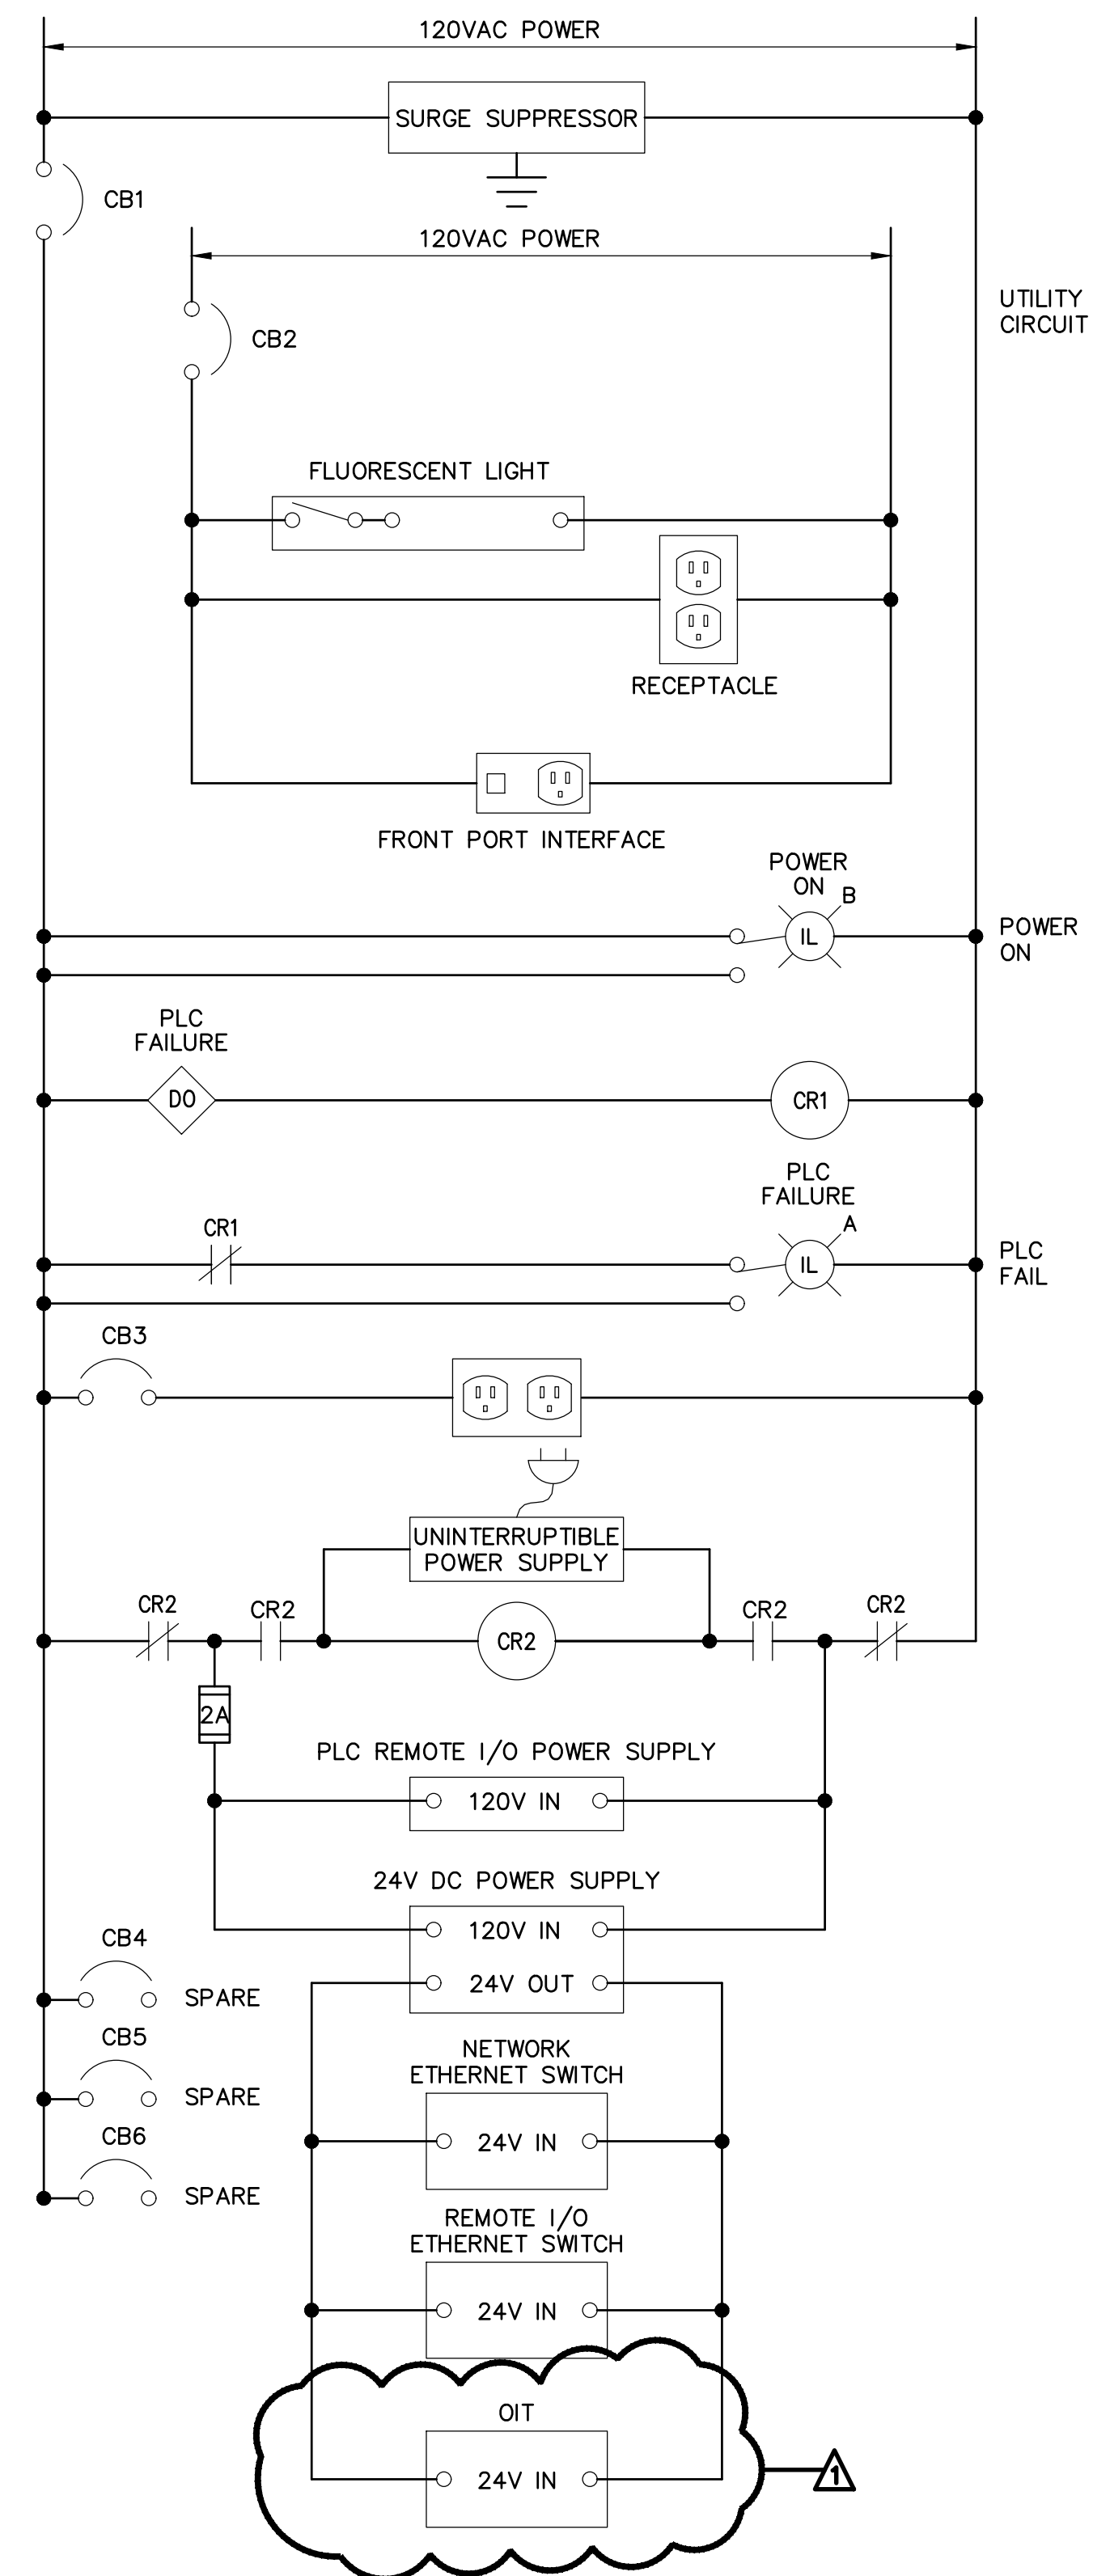 120VAC POWER
SURGE SUPPRESSOR
CB1
120VAC POWER
UTILITY
CIRCUIT
CB2
FLUORESCENT LIGHT
RECEPTACLE
FRONT PORT INTERFACE
POWER
ON
B
IL
POWER
ON
PLC
FAILURE
DO
CR1
PLC
FAILURE
A
CR1
IL
PLC
FAIL
CB3
UNINTERRUPTIBLE
POWER SUPPLY
CR2
CR2
CR2
CR2
CR2
2A
PLC REMOTE I/O POWER SUPPLY
120V IN
24V DC POWER SUPPLY
120V IN
24V OUT
CB4
SPARE
CB5
SPARE
CB6
SPARE
NETWORK
ETHERNET SWITCH
24V IN
REMOTE I/O
ETHERNET SWITCH
24V IN
OIT
24V IN
1